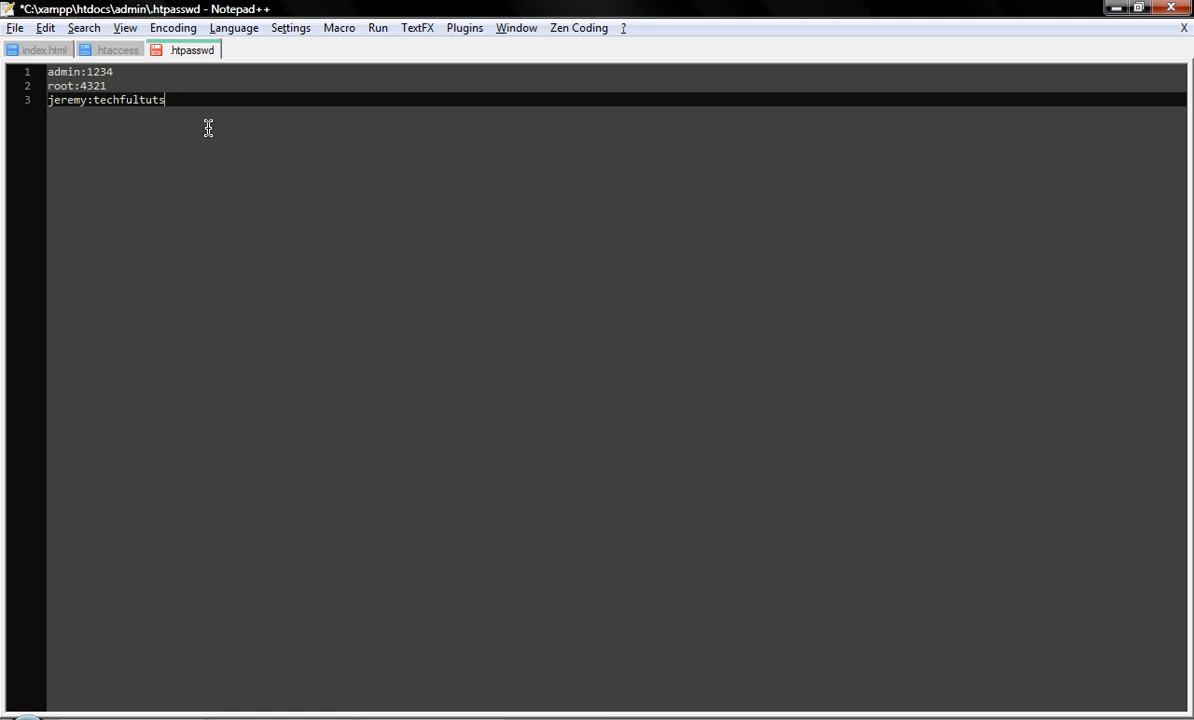 *C:\xampp\htdocs\admin\.htpasswd - Notepad++
File Edit Search View Encoding Language Settings Macro Run TextFX Plugins Window Zen Coding ? X
index.html .htaccess .htpasswd
1 admin:1234
2 root:4321
3 jeremy:techfultuts